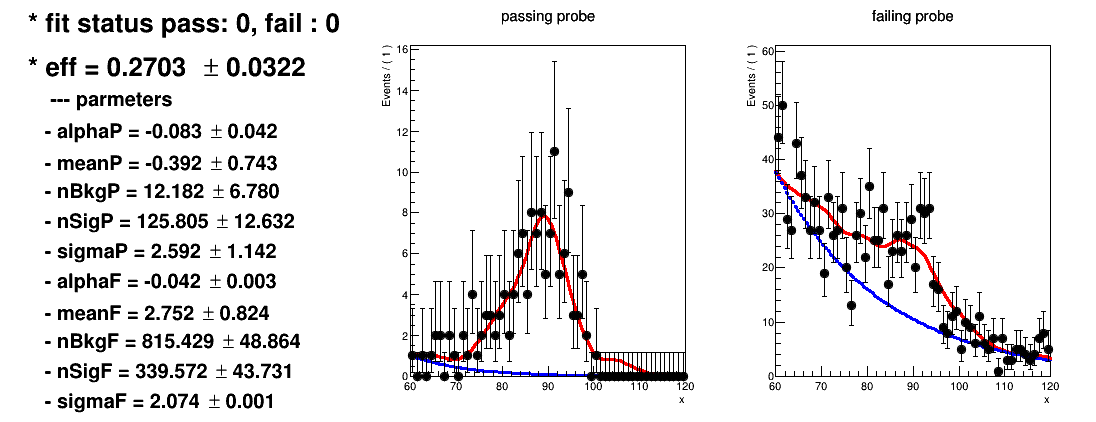 * fit status pass: 0, fail : 0
* eff = 0.2703 ± 0.0322
--- parmeters
- alphaP = -0.083 ± 0.042
- meanP = -0.392 ± 0.743
- nBkgP = 12.182 ± 6.780
- nSigP = 125.805 ± 12.632
- sigmaP = 2.592 ± 1.142
- alphaF = -0.042 ± 0.003
- meanF = 2.752 ± 0.824
- nBkgF = 815.429 ± 48.864
- nSigF = 339.572 ± 43.731
- sigmaF = 2.074 ± 0.001
passing probe
Events / ( 1 )
16
14
12
10
8
6
4
2
0
60 70 80 90 100 110 120
x
failing probe
Events / ( 1 )
60
50
40
30
20
10
0
60 70 80 90 100 110 120
x